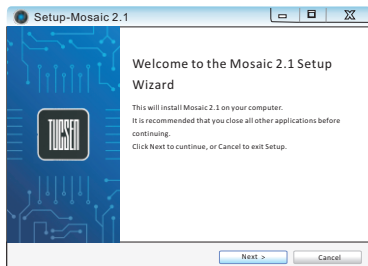 Setup-Mosaic 2.1
Welcome to the Mosaic 2.1 Setup
Wizard
This will install Mosaic 2.1 on your computer.
It is recommended that you close all other applications before
continuing.
Click Next to continue, or Cancel to exit Setup.
TUCSEN
Next >
Cancel